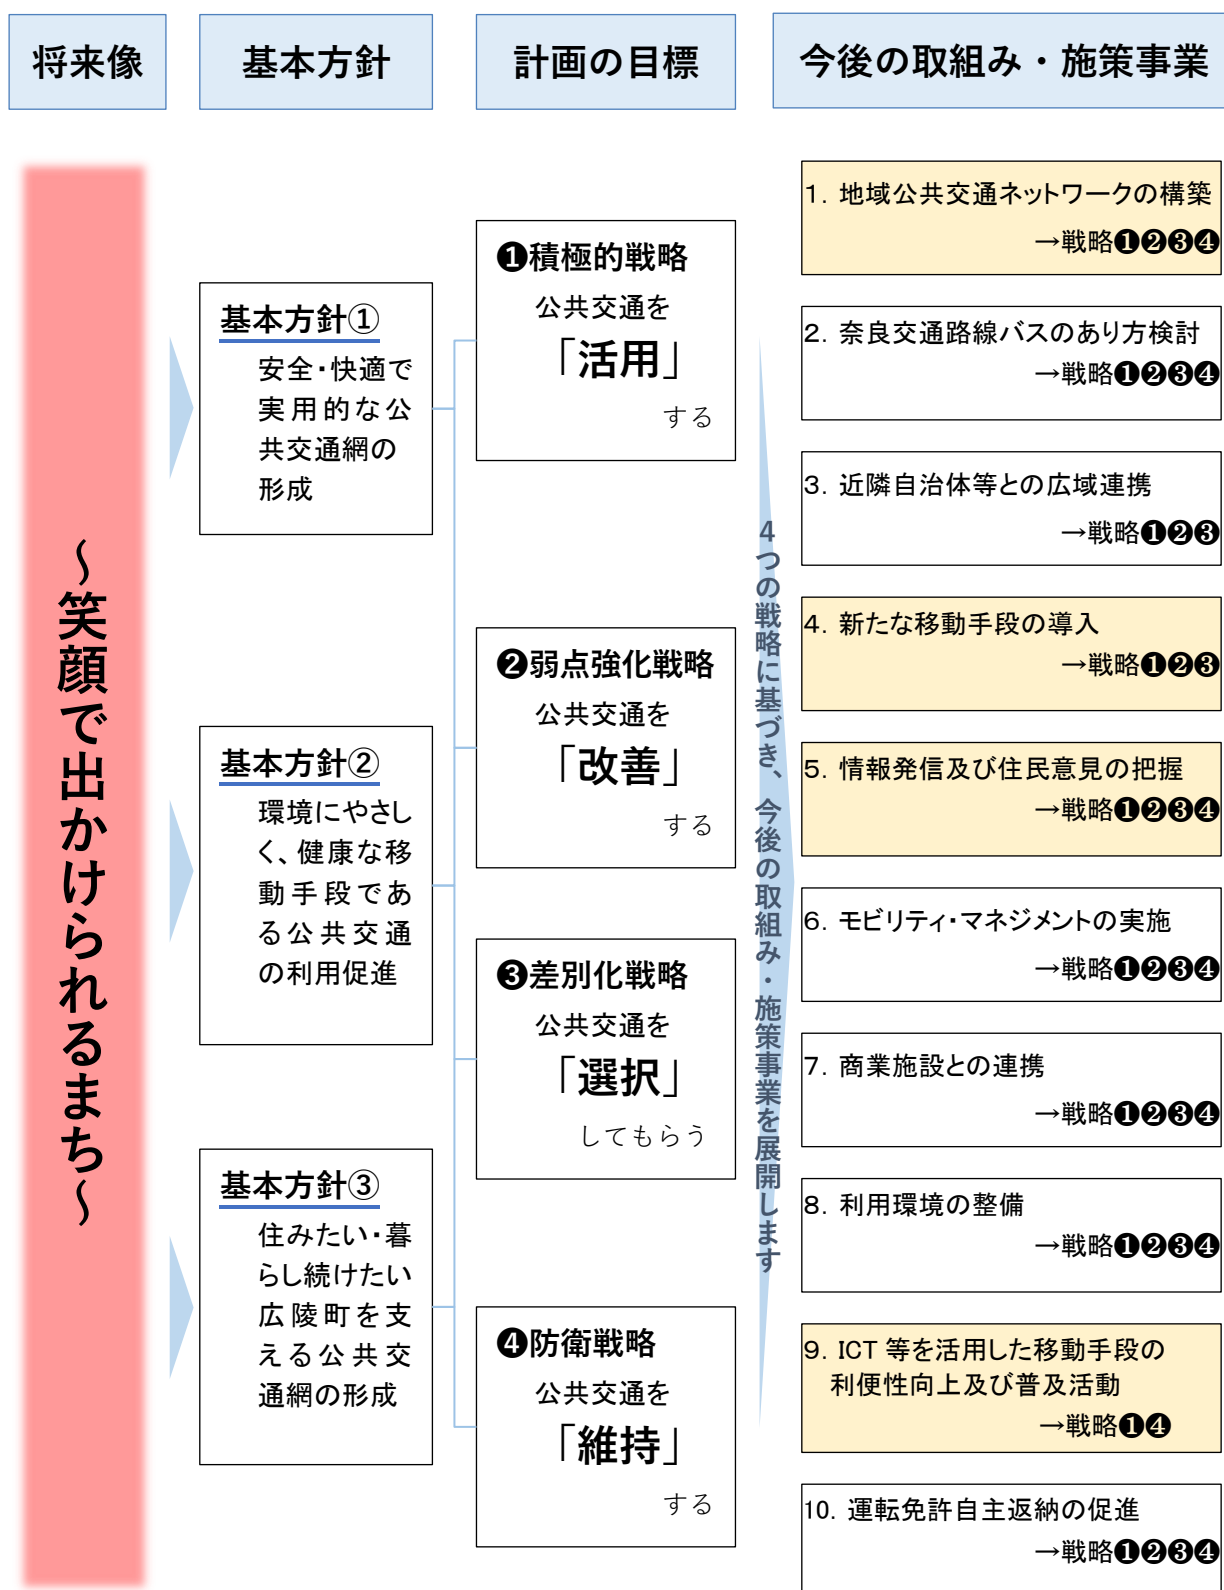 将来像
基本方針
計画の目標
今後の取組み・施策事業
～笑顔で出かけられるまち～
基本方針①
安全・快適で
実用的な公
共交通網の
形成
基本方針②
環境にやさし
く、健康な移
動手段であ
る公共交通
の利用促進
基本方針③
住みたい・暮
らし続けたい
広陵町を支
える公共交
通網の形成
❶積極的戦略
公共交通を
「活用」
する
❷弱点強化戦略
公共交通を
「改善」
する
❸差別化戦略
公共交通を
「選択」
してもらう
❹防衛戦略
公共交通を
「維持」
する
4つの戦略に基づき、今後の取組み・施策事業を展開します
1．地域公共交通ネットワークの構築
→戦略❶❷❸❹
2．奈良交通路線バスのあり方検討
→戦略❶❷❸❹
3．近隣自治体等との広域連携
→戦略❶❷❸
4．新たな移動手段の導入
→戦略❶❷❸
5．情報発信及び住民意見の把握
→戦略❶❷❸❹
6．モビリティ・マネジメントの実施
→戦略❶❷❸❹
7．商業施設との連携
→戦略❶❷❸❹
8．利用環境の整備
→戦略❶❷❸❹
9．ICT 等を活用した移動手段の
利便性向上及び普及活動
→戦略❶❹
10．運転免許自主返納の促進
→戦略❶❷❸❹